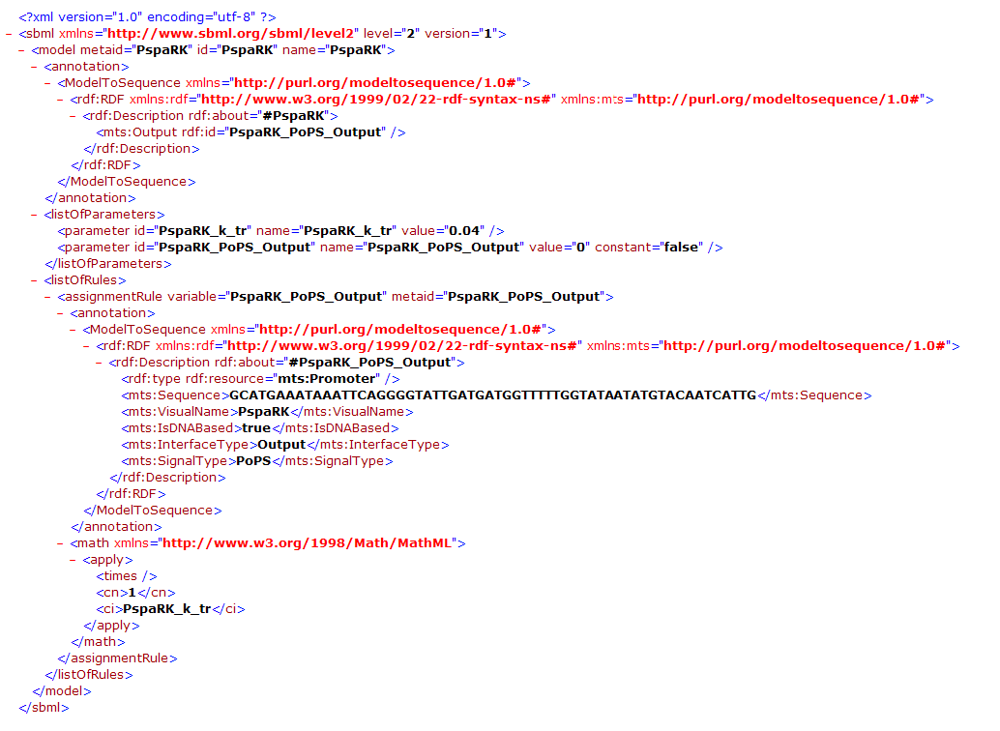 <?xml version="1.0" encoding="utf-8" ?>
- <sbml xmlns="http://www.sbml.org/sbml/level2" level="2" version="1">
- <model metaid="PspaRK" id="PspaRK" name="PspaRK">
- <annotation>
- <ModelToSequence xmlns="http://purl.org/modeltosequence/1.0#">
- <rdf:RDF xmlns:rdf="http://www.w3.org/1999/02/22-rdf-syntax-ns#" xmlns:mts="http://purl.org/modeltosequence/1.0#">
- <rdf:Description rdf:about="#PspaRK">
<mts:Output rdf:id="PspaRK_PoPS_Output" />
</rdf:Description>
</rdf:RDF>
</ModelToSequence>
</annotation>
- <listOfParameters>
<parameter id="PspaRK_k_tr" name="PspaRK_k_tr" value="0.04" />
<parameter id="PspaRK_PoPS_Output" name="PspaRK_PoPS_Output" value="0" constant="false" />
</listOfParameters>
- <listOfRules>
- <assignmentRule variable="PspaRK_PoPS_Output" metaid="PspaRK_PoPS_Output">
- <annotation>
- <ModelToSequence xmlns="http://purl.org/modeltosequence/1.0#">
- <rdf:RDF xmlns:rdf="http://www.w3.org/1999/02/22-rdf-syntax-ns#" xmlns:mts="http://purl.org/modeltosequence/1.0#">
- <rdf:Description rdf:about="#PspaRK_PoPS_Output">
<rdf:type rdf:resource="mts:Promoter" />
<mts:Sequence>GCATGAAATAAATTCAGGGGTATTGATGATGGTTTTTGGTATAATATGTACAATCATTG</mts:Sequence>
<mts:VisualName>PspaRK</mts:VisualName>
<mts:IsDNABased>true</mts:IsDNABased>
<mts:InterfaceType>Output</mts:InterfaceType>
<mts:SignalType>PoPS</mts:SignalType>
</rdf:Description>
</rdf:RDF>
</ModelToSequence>
</annotation>
- <math xmlns="http://www.w3.org/1998/Math/MathML">
- <apply>
<times />
<cn>1</cn>
<ci>PspaRK_k_tr</ci>
</apply>
</math>
</assignmentRule>
</listOfRules>
</model>
</sbml>